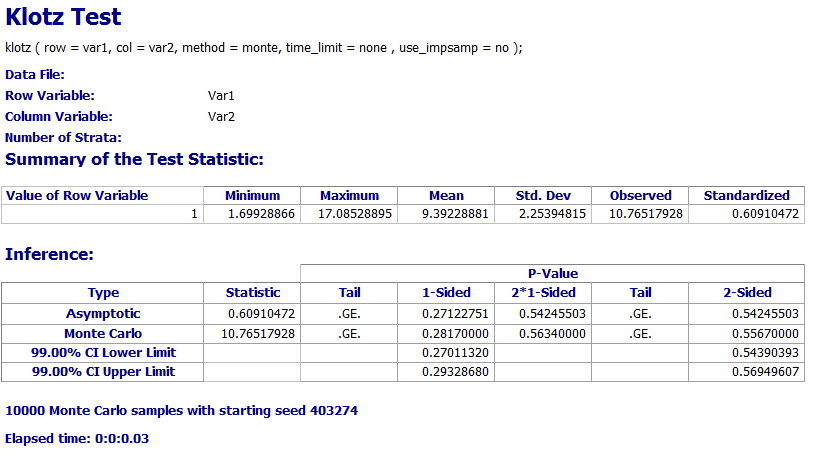 Klotz Test
klotz ( row = var1, col = var2, method = monte, time_limit = none , use_impsamp = no );
Data File:
Row Variable: Var1
Column Variable: Var2
Number of Strata:
Summary of the Test Statistic:
Value of Row Variable Minimum Maximum Mean Std. Dev Observed Standardized
1 1.69928866 17.08528895 9.39228881 2.25394815 10.76517928 0.60910472
Inference:
P-Value
Type Statistic Tail 1-Sided 2*1-Sided Tail 2-Sided
Asymptotic 0.60910472 .GE. 0.27122751 0.54245503 .GE. 0.54245503
Monte Carlo 10.76517928 .GE. 0.28170000 0.56340000 .GE. 0.55670000
99.00% CI Lower Limit 0.27011320 0.54390393
99.00% CI Upper Limit 0.29328680 0.56949607
10000 Monte Carlo samples with starting seed 403274
Elapsed time: 0:0:0.03